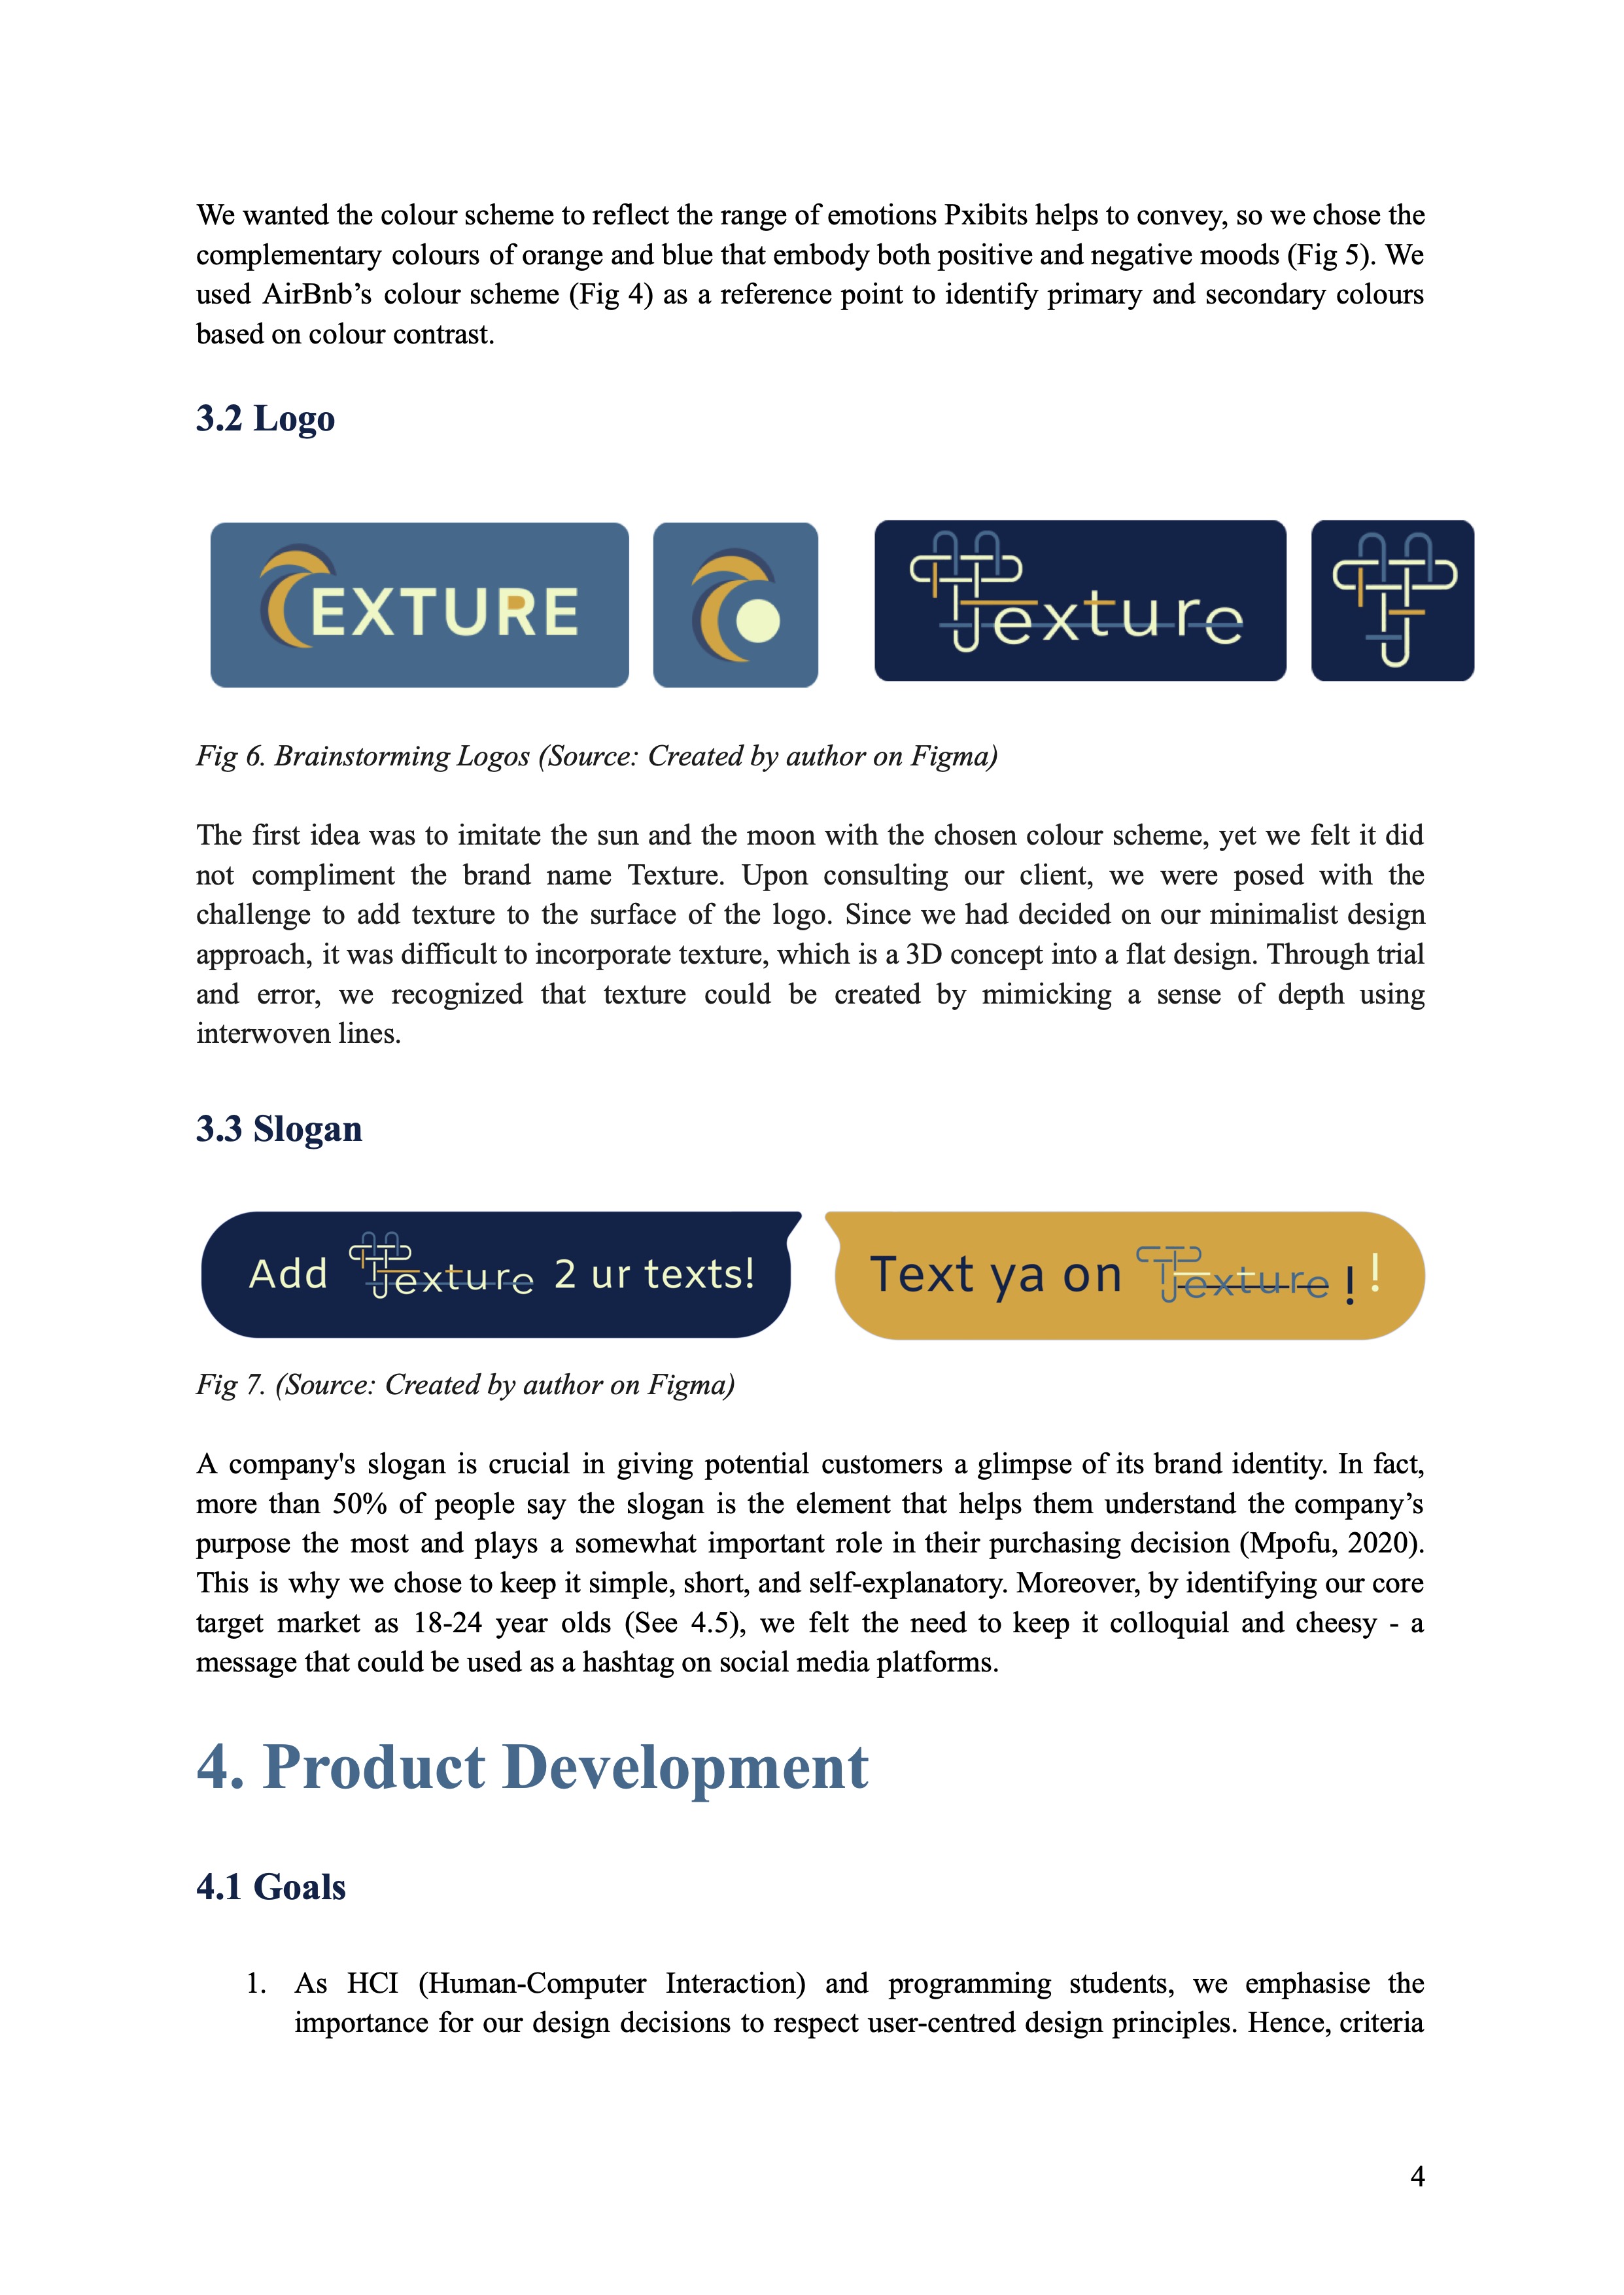 We wanted the colour scheme to reflect the range of emotions Pxibits helps to convey, so we chose the
complementary colours of orange and blue that embody both positive and negative moods (Fig 5). We
used AirBnb’s colour scheme (Fig 4) as a reference point to identify primary and secondary colours
based on colour contrast.
3.2 Logo
EXTURE
Texture
T
Fig 6. Brainstorming Logos (Source: Created by author on Figma)
The first idea was to imitate the sun and the moon with the chosen colour scheme, yet we felt it did
not compliment the brand name Texture. Upon consulting our client, we were posed with the
challenge to add texture to the surface of the logo. Since we had decided on our minimalist design
approach, it was difficult to incorporate texture, which is a 3D concept into a flat design. Through trial
and error, we recognized that texture could be created by mimicking a sense of depth using
interwoven lines.
3.3 Slogan
Add Texture 2 ur texts!
Text ya on Texture !!
Fig 7. (Source: Created by author on Figma)
A company's slogan is crucial in giving potential customers a glimpse of its brand identity. In fact,
more than 50% of people say the slogan is the element that helps them understand the company’s
purpose the most and plays a somewhat important role in their purchasing decision (Mpofu, 2020).
This is why we chose to keep it simple, short, and self-explanatory. Moreover, by identifying our core
target market as 18-24 year olds (See 4.5), we felt the need to keep it colloquial and cheesy - a
message that could be used as a hashtag on social media platforms.
4. Product Development
4.1 Goals
1. As HCI (Human-Computer Interaction) and programming students, we emphasise the
importance for our design decisions to respect user-centred design principles. Hence, criteria
4